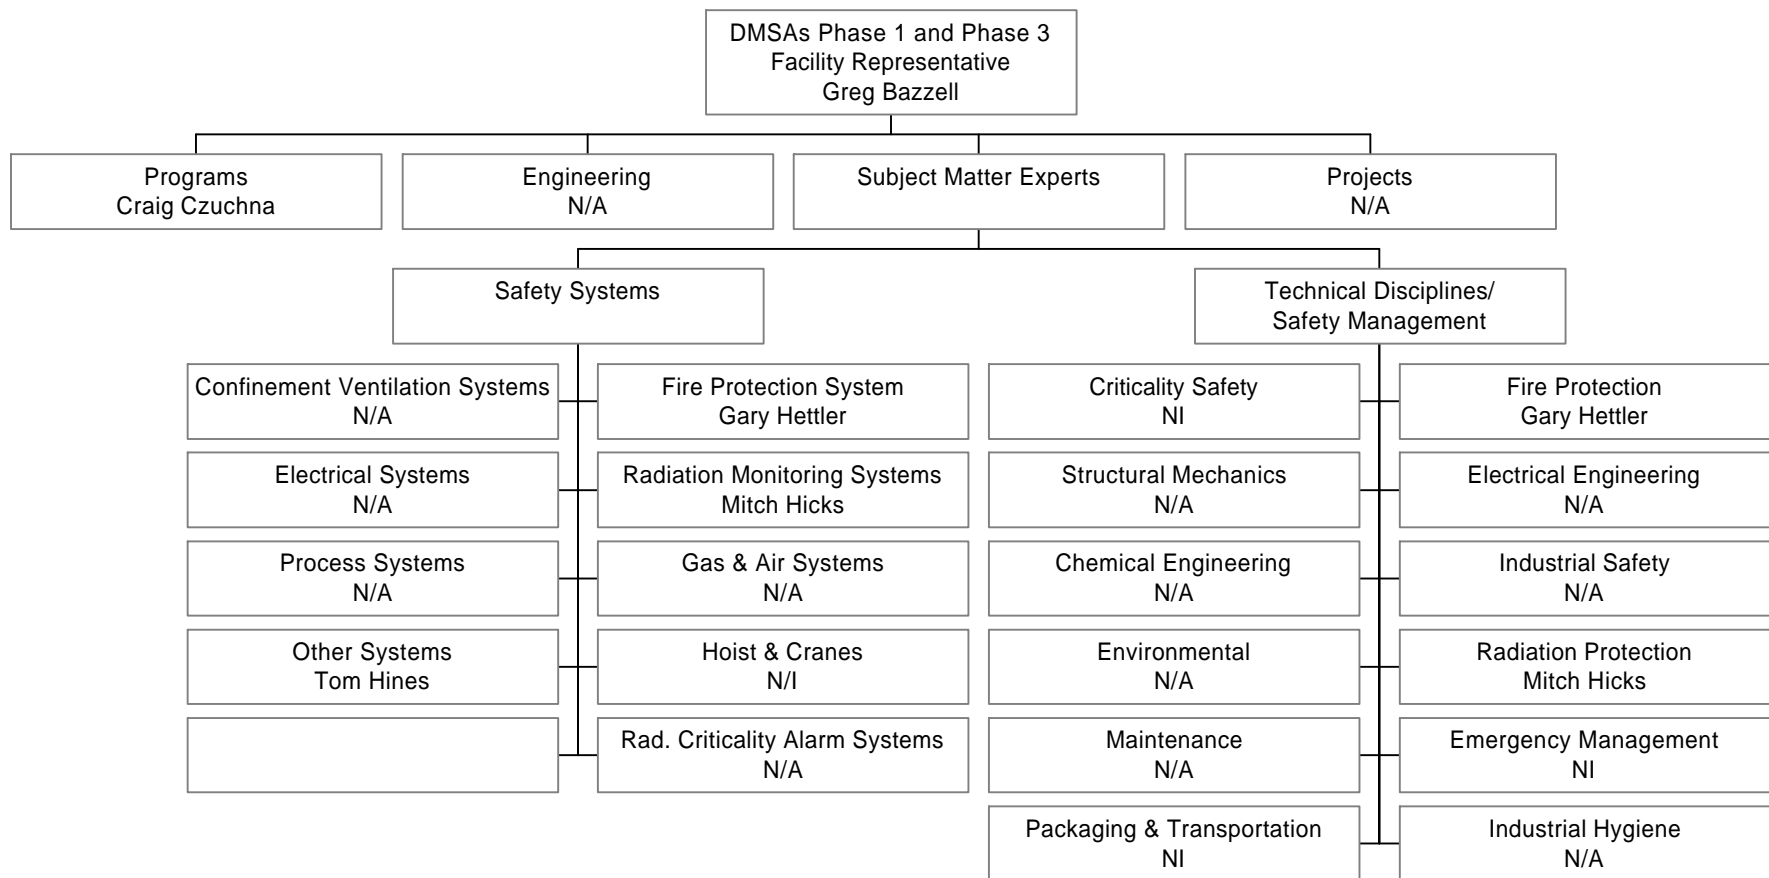 DMSAs Phase 1 and Phase 3
Facility Representative
Greg Bazzell
Programs
Craig Czuchna
Engineering
N/A
Subject Matter Experts
Projects
N/A
Safety Systems
Technical Disciplines/
Safety Management
Confinement Ventilation Systems
N/A
Fire Protection System
Gary Hettler
Criticality Safety
NI
Fire Protection
Gary Hettler
Electrical Systems
N/A
Radiation Monitoring Systems
Mitch Hicks
Structural Mechanics
N/A
Electrical Engineering
N/A
Process Systems
N/A
Gas & Air Systems
N/A
Chemical Engineering
N/A
Industrial Safety
N/A
Other Systems
Tom Hines
Hoist & Cranes
N/I
Environmental
N/A
Radiation Protection
Mitch Hicks
Rad. Criticality Alarm Systems
N/A
Maintenance
N/A
Emergency Management
NI
Packaging & Transportation
NI
Industrial Hygiene
N/A